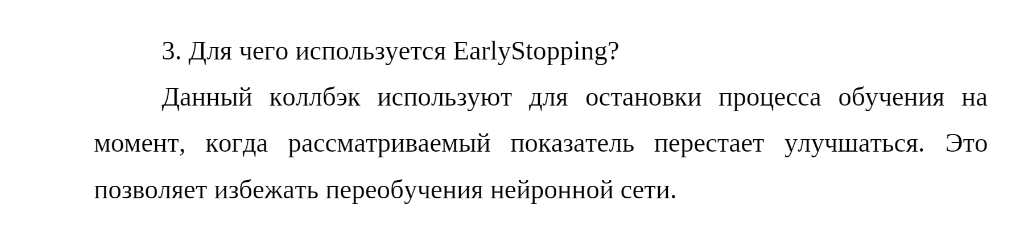 3. Для чего используется EarlyStopping?
Данный коллбэк используют для остановки процесса обучения на
момент, когда рассматриваемый показатель перестает улучшаться. Это
позволяет избежать переобучения нейронной сети.